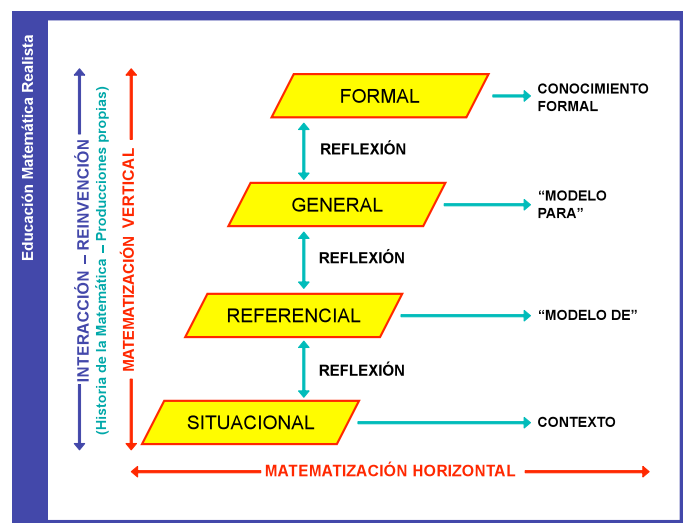 Educación Matemática Realista
INTERACCIÓN – REINVENCIÓN
(Historia de la Matemática – Producciones propias)
MATEMATIZACIÓN VERTICAL
FORMAL
CONOCIMIENTO
FORMAL
REFLEXIÓN
GENERAL
“MODELO
PARA”
REFLEXIÓN
REFERENCIAL
“MODELO DE”
REFLEXIÓN
SITUACIONAL
CONTEXTO
MATEMATIZACIÓN HORIZONTAL